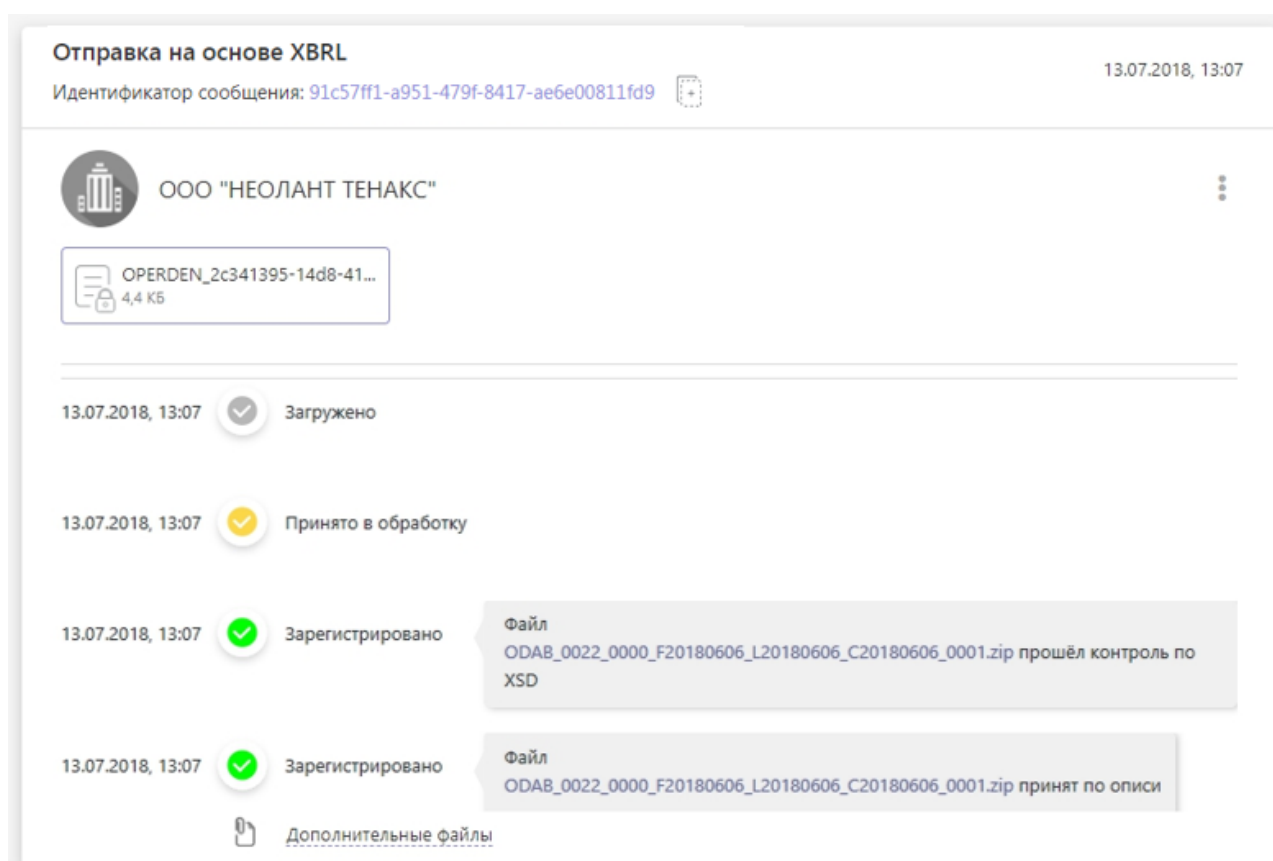 Отправка на основе XBRL
13.07.2018, 13:07
Идентификатор сообщения: 91c57ff1-a951-479f-8417-ae6e00811fd9
ООО "НЕОЛАНТ ТЕНАКС"
OPERDEN_2c341395-14d8-41...
4,4 КБ
13.07.2018, 13:07 Загружено
13.07.2018, 13:07 Принято в обработку
Файл
13.07.2018, 13:07 Зарегистрировано ODAB_0022_0000_F20180606_L20180606_C20180606_0001.zip прошёл контроль по
XSD
Файл
13.07.2018, 13:07 Зарегистрировано ODAB_0022_0000_F20180606_L20180606_C20180606_0001.zip принят по описи
Дополнительные файлы